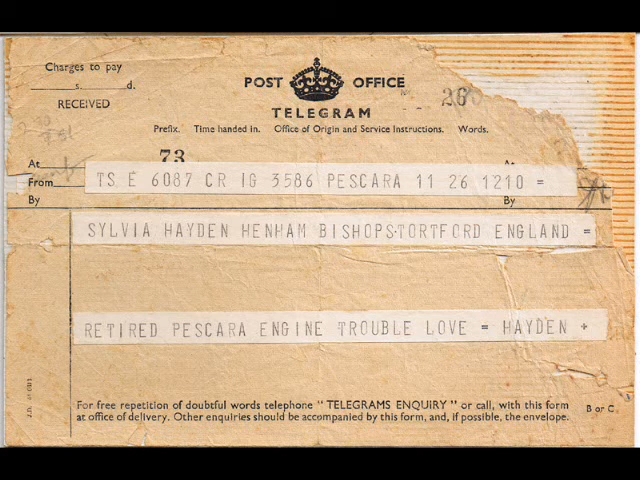 Charges to pay
s. d.
RECEIVED
POST OFFICE
TELEGRAM
260
Prefix. Time handed in. Office of Origin and Service Instructions. Words.
73
At
From
By
At
By
TS E 6087 CR IG 3586 PESCARA 11 26 1210 =
SYLVIA HAYDEN HENHAM BISHOPS·TORTFORD ENGLAND =
RETIRED PESCARA ENGINE TROUBLE LOVE = HAYDEN +
For free repetition of doubtful words telephone "TELEGRAMS ENQUIRY" or call, with this form
at office of delivery. Other enquiries should be accompanied by this form, and, if possible, the envelope.
B or C